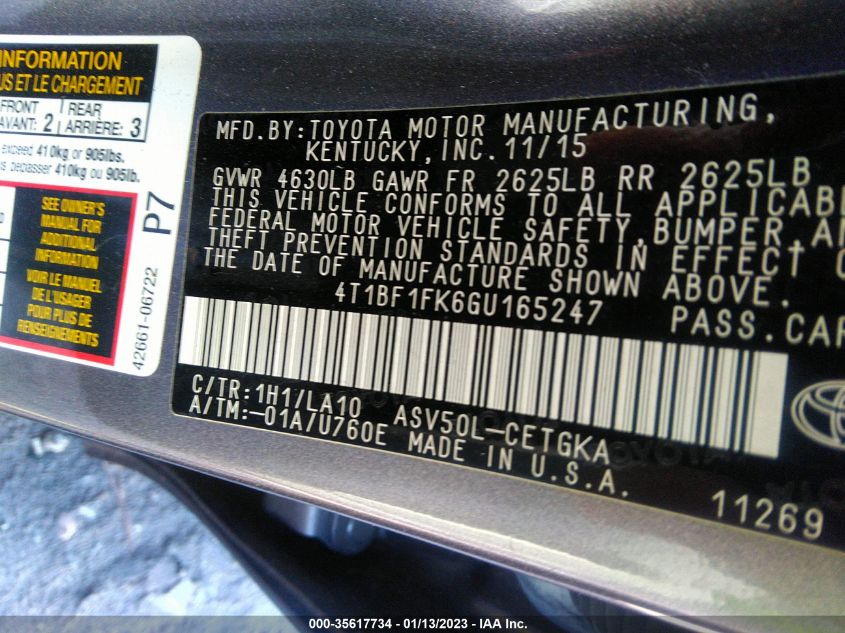 INFORMATION
US ET LE CHARGEMENT
FRONT
AVANT: 2
REAR
ARRIÈRE: 3
exceed 410kg or 905lbs.
dépasser 410kg ou 905lbs.
SEE OWNER'S
MANUAL FOR
ADDITIONAL
INFORMATION
VOIR LE MANUEL
DE L'USAGER
POUR PLUS DE
RENSEIGNEMENTS
P7
42661-06722
MFD.BY:TOYOTA MOTOR MANUFACTURING,
KENTUCKY,INC. 11/15
GVWR 4630LB GAWR FR 2625LB RR 2625LB
THIS VEHICLE CONFORMS TO ALL APPLICABL
FEDERAL MOTOR VEHICLE SAFETY,BUMPER,AN
THEFT PREVENTION STANDARDS IN EFFECT O
THE DATE OF MANUFACTURE SHOWN ABOVE.
4T1BF1FK6GU165247 PASS.CAR
C/TR:1H1/LA10 ASV50L-CETGKA
A/TM:-01A/U760E MADE IN U.S.A.
11269
000-35617734 - 01/13/2023 - IAA Inc.